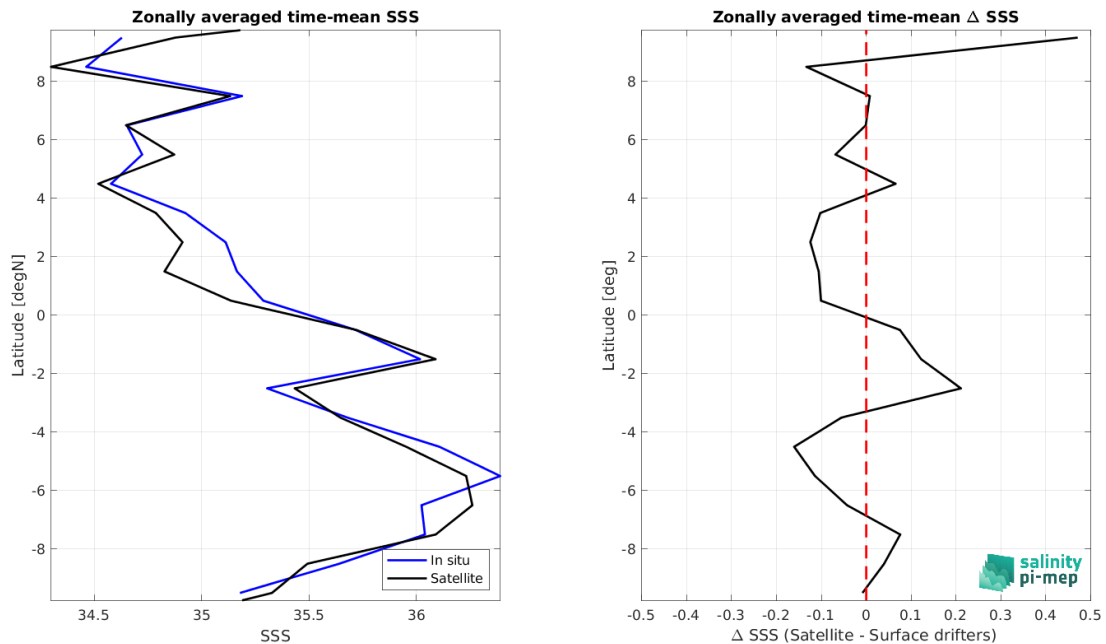 Zonally averaged time-mean SSS
Latitude [degN]
8
6
4
2
0
-2
-4
-6
-8
34.5 35 35.5 36
SSS
In situ
Satellite
Zonally averaged time-mean Δ SSS
Latitude [deg]
8
6
4
2
0
-2
-4
-6
-8
-0.5 -0.4 -0.3 -0.2 -0.1 0 0.1 0.2 0.3 0.4 0.5
Δ SSS (Satellite - Surface drifters)
salinity
pi-mep